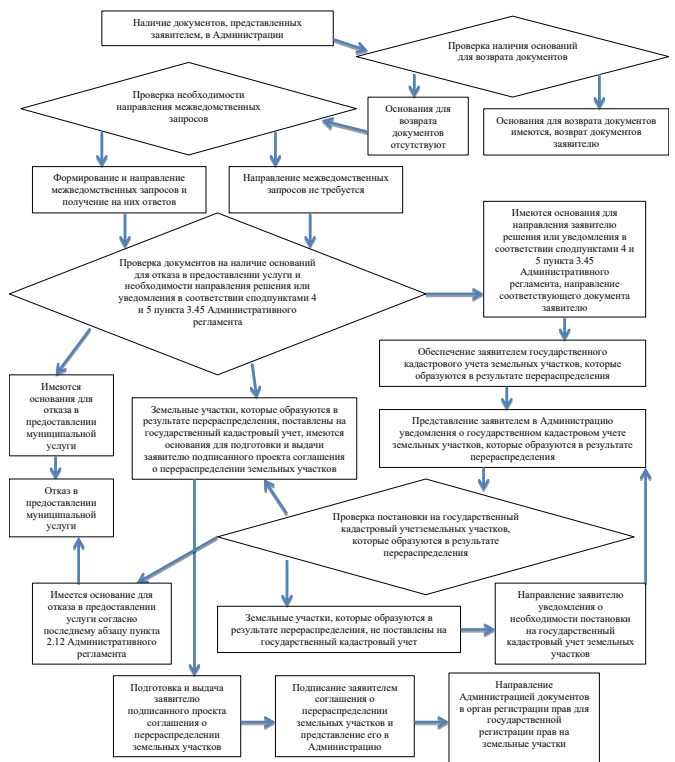 Наличие документов, представленных
заявителем, в Администрации
Проверка наличия оснований
для возврата документов
Проверка необходимости
направления межведомственных
запросов
Основания для
возврата
документов
отсутствуют
Основания для возврата документов
имеются, возврат документов
заявителю
Формирование и направление
межведомственных запросов и
получение на них ответов
Направление межведомственных
запросов не требуется
Имеются основания для
направления заявителю
решения или уведомления в
соответствии сподпунктами 4 и
5 пункта 3.45
Административного
регламента, направление
соответствующего документа
заявителю
Проверка документов на наличие оснований
для отказа в предоставлении услуги и
необходимости направления решения или
уведомления в соответствии сподпунктами 4
и 5 пункта 3.45 Административного
регламента
Обеспечение заявителем государственного
кадастрового учета земельных участков, которые
образуются в результате перераспределения
Имеются
основания для
отказа в
предоставлении
муниципальной
услуги
Земельные участки, которые образуются в
результате перераспределения, поставлены на
государственный кадастровый учет, имеются
основания для подготовки и выдачи
заявителю подписанного проекта соглашения
о перераспределении земельных участков
Представление заявителем в Администрацию
уведомления о государственном кадастровом учете
земельных участков, которые образуются в результате
перераспределения
Отказ в
предоставлении
муниципальной
услуги
Проверка постановки на государственный
кадастровый учетземельных участков,
которые образуются в результате
перераспределения
Имеется основание для
отказа в предоставлении
услуги согласно
последнему абзацу пункта
2.12 Административного
регламента
Земельные участки, которые образуются в
результате перераспределения, не поставлены на
государственный кадастровый учет
Направление заявителю
уведомления о
необходимости постановки
на государственный
кадастровый учет земельных
участков
Подготовка и выдача
заявителю
подписанного проекта
соглашения о
перераспределении
земельных участков
Подписание заявителем
соглашения о
перераспределении
земельных участков и
представление его в
Администрацию
Направление
Администрацией документов
в орган регистрации прав для
государственной
регистрации прав на
земельные участки